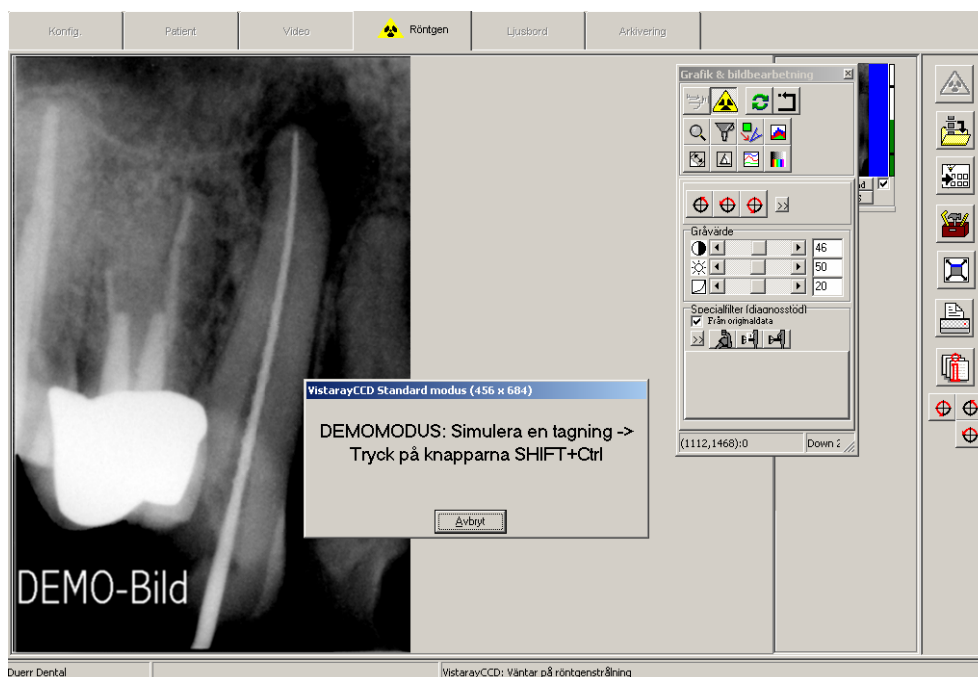 Konfig.
Patient
Video
Röntgen
Ljusbord
Arkivering
Grafik & bildbearbetning
Gråvärde
46
50
20
Specialfilter (diagnosstöd)
Från originaldata
(1112,1468):0
Down 2
VistarayCCD Standard modus (456 x 684)
DEMOMODUS: Simulera en tagning ->
Tryck på knapparna SHIFT+Ctrl
Avbryt
DEMO-Bild
Duerr Dental
VistarayCCD: Väntar på röntgenstrålning